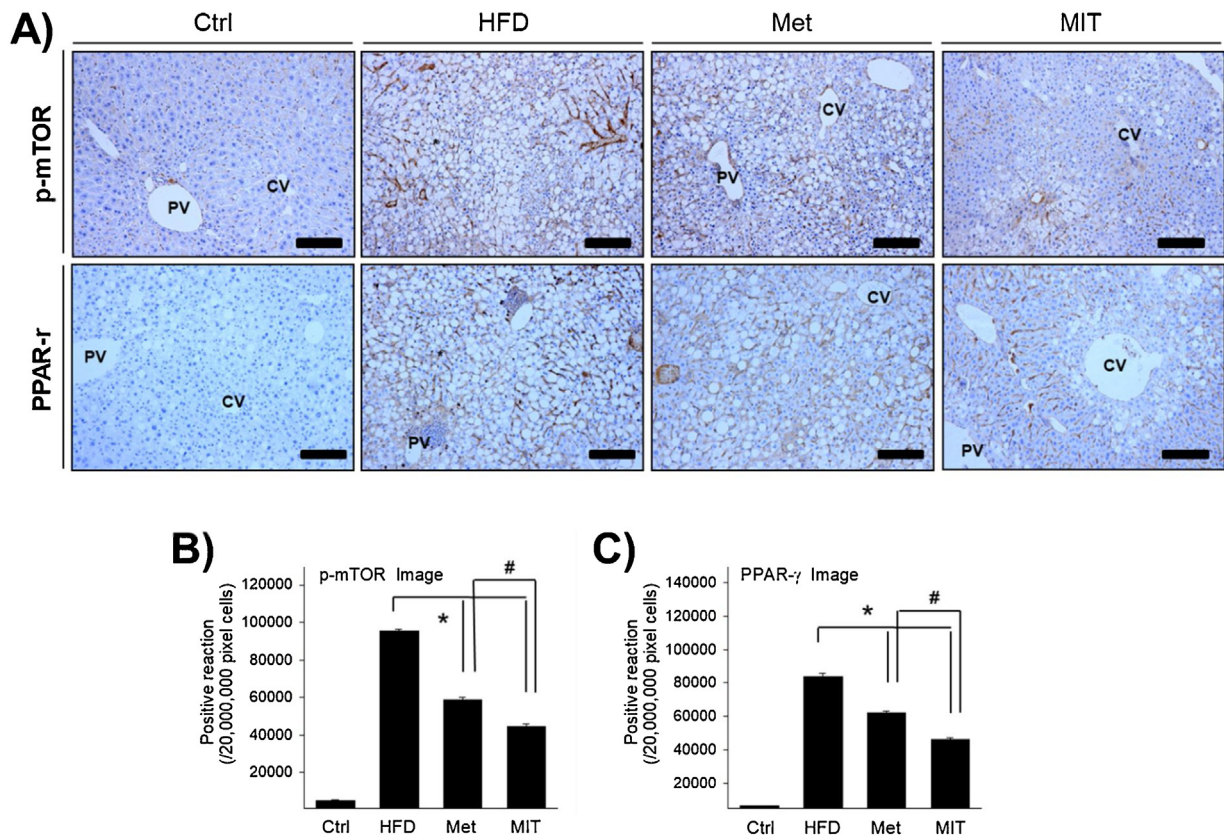 A)
Ctrl HFD Met MIT
p-mTOR
PV CV
PV CV
CV
PPAR-r
PV CV
PV
CV
CV PV
B)
p-mTOR Image
Positive reaction
(/20,000,000 pixel cells)
120000
100000
80000
60000
40000
20000
* #
Ctrl HFD Met MIT
C)
PPAR-γ Image
Positive reaction
(/20,000,000 pixel cells)
140000
120000
100000
80000
60000
40000
20000
* #
Ctrl HFD Met MIT